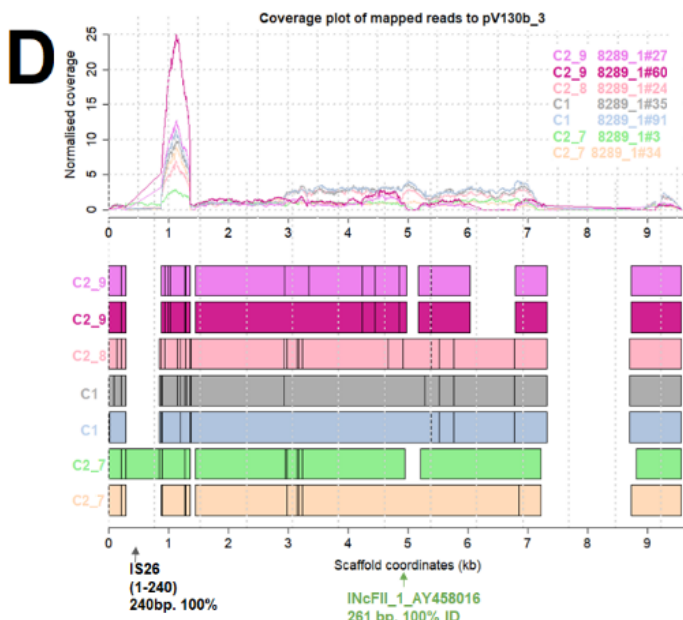 Coverage plot of mapped reads to pV130b_3
D
Normalised coverage
25
20
15
10
5
0
C2_9 8289_1#27
C2_9 8289_1#60
C2_8 8289_1#24
C1 8289_1#35
C1 8289_1#91
C2_7 8289_1#3
C2_7 8289_1#34
0 1 2 3 4 5 6 7 8 9
C2_9
C2_9
C2_8
C1
C1
C2_7
C2_7
0 1 2 3 4 5 6 7 8 9
Scaffold coordinates (kb)
IS26
(1-240)
240bp. 100%
INcFII_1_AY458016
261 bp. 100% ID